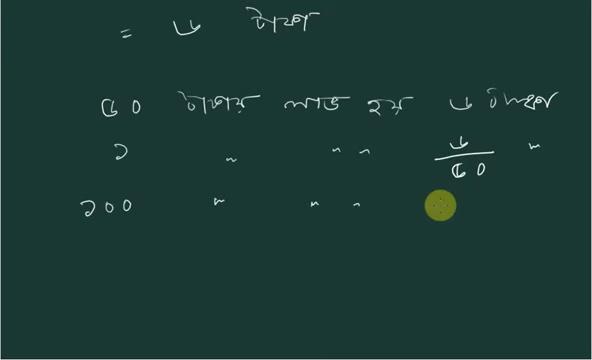 = ৬ টাকা
৫০ টাকায় লাভ হয় ৬ টাকা
১ " " " ৬/৫০ "
১০০ " " "